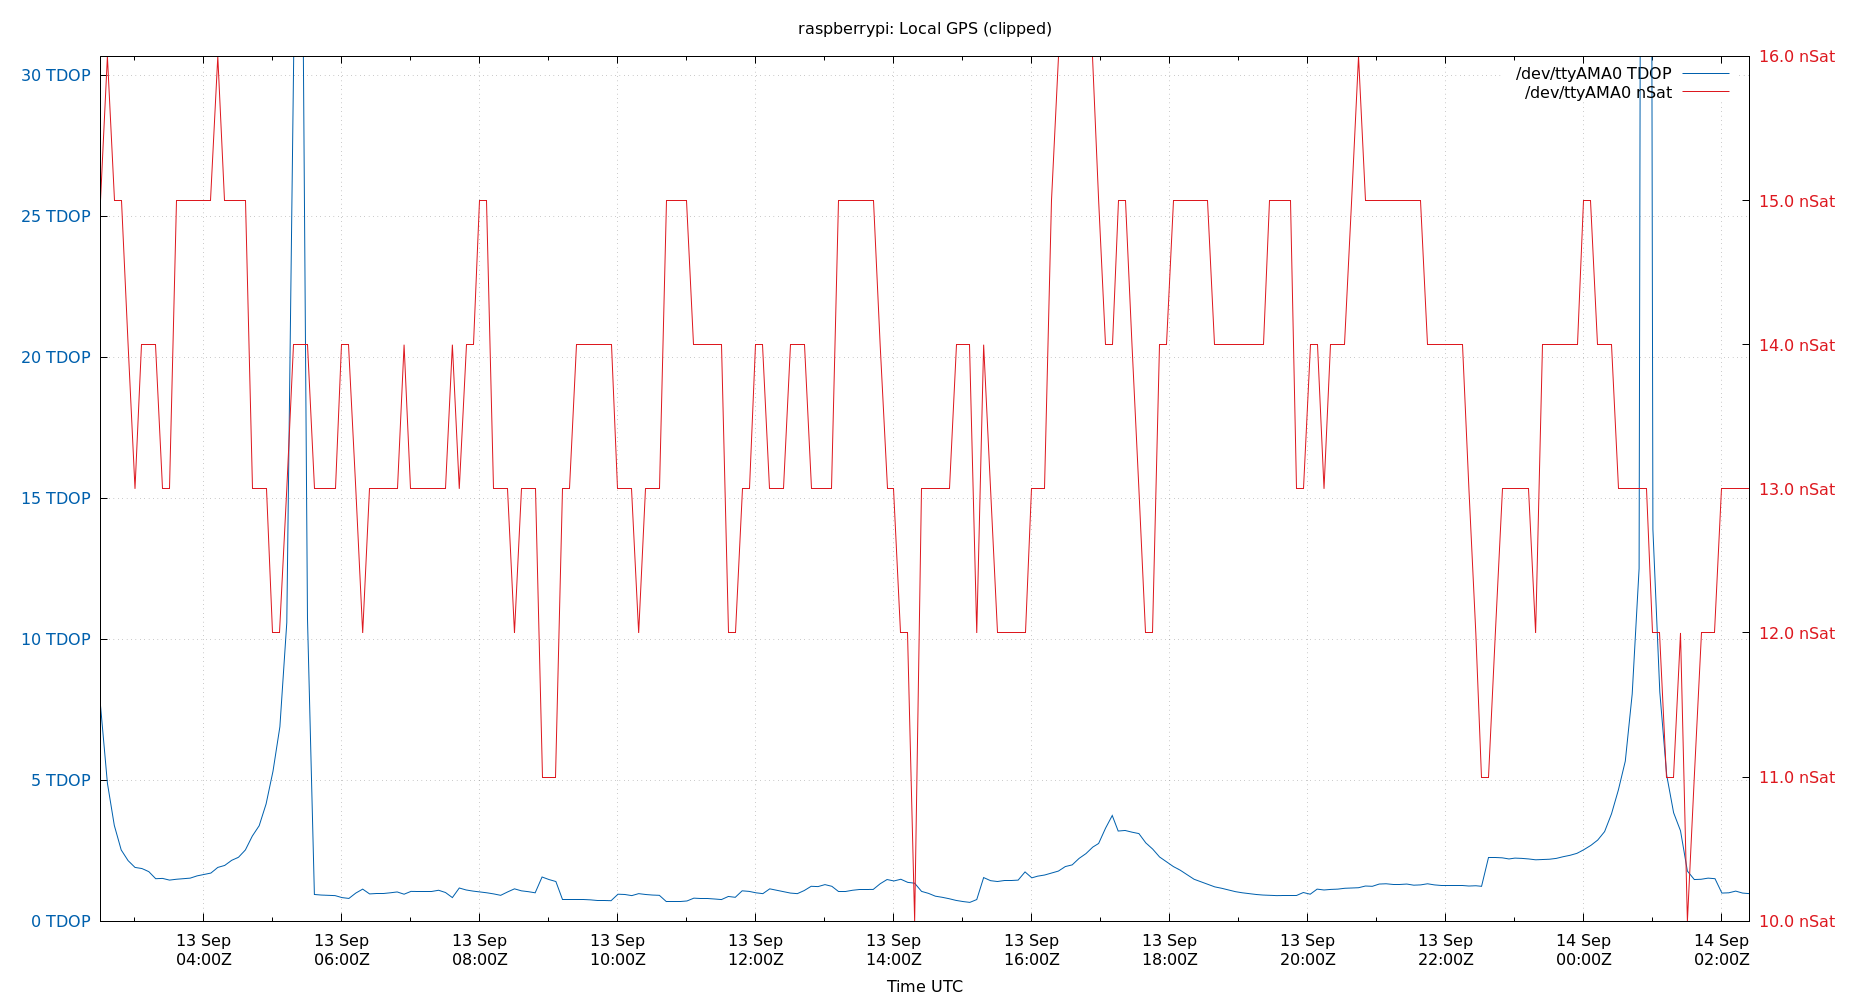 raspberrypi: Local GPS (clipped)
30 TDOP
25 TDOP
20 TDOP
15 TDOP
10 TDOP
5 TDOP
0 TDOP
/dev/ttyAMA0 TDOP
/dev/ttyAMA0 nSat
16.0 nSat
15.0 nSat
14.0 nSat
13.0 nSat
12.0 nSat
11.0 nSat
10.0 nSat
13 Sep
04:00Z
13 Sep
06:00Z
13 Sep
08:00Z
13 Sep
10:00Z
13 Sep
12:00Z
13 Sep
14:00Z
13 Sep
16:00Z
13 Sep
18:00Z
13 Sep
20:00Z
13 Sep
22:00Z
14 Sep
00:00Z
14 Sep
02:00Z
Time UTC